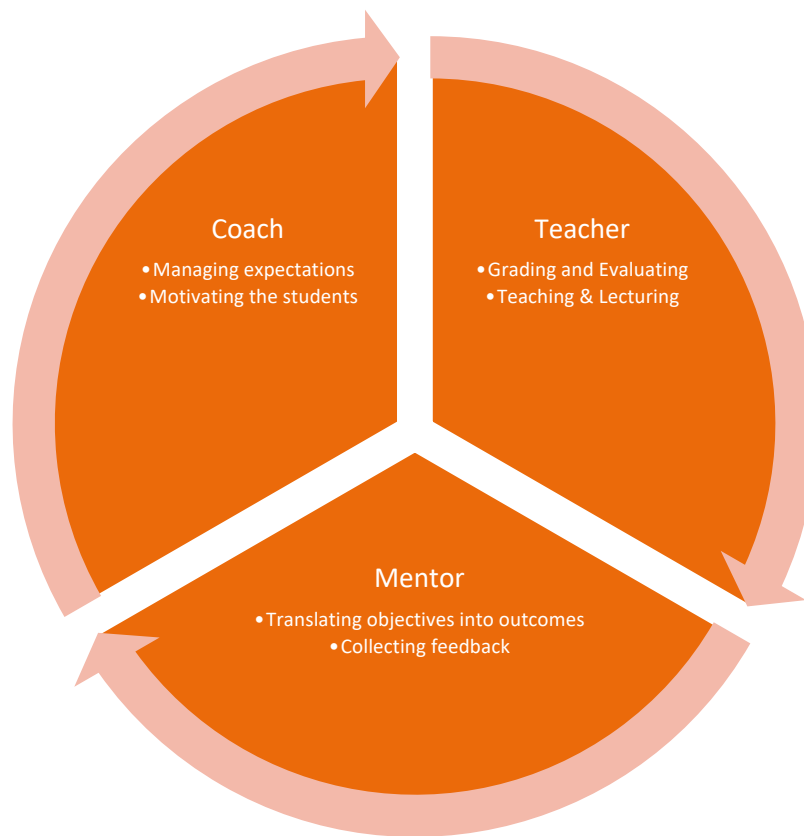 Coach
•Managing expectations
•Motivating the students
Teacher
•Grading and Evaluating
•Teaching & Lecturing
Mentor
•Translating objectives into outcomes
•Collecting feedback